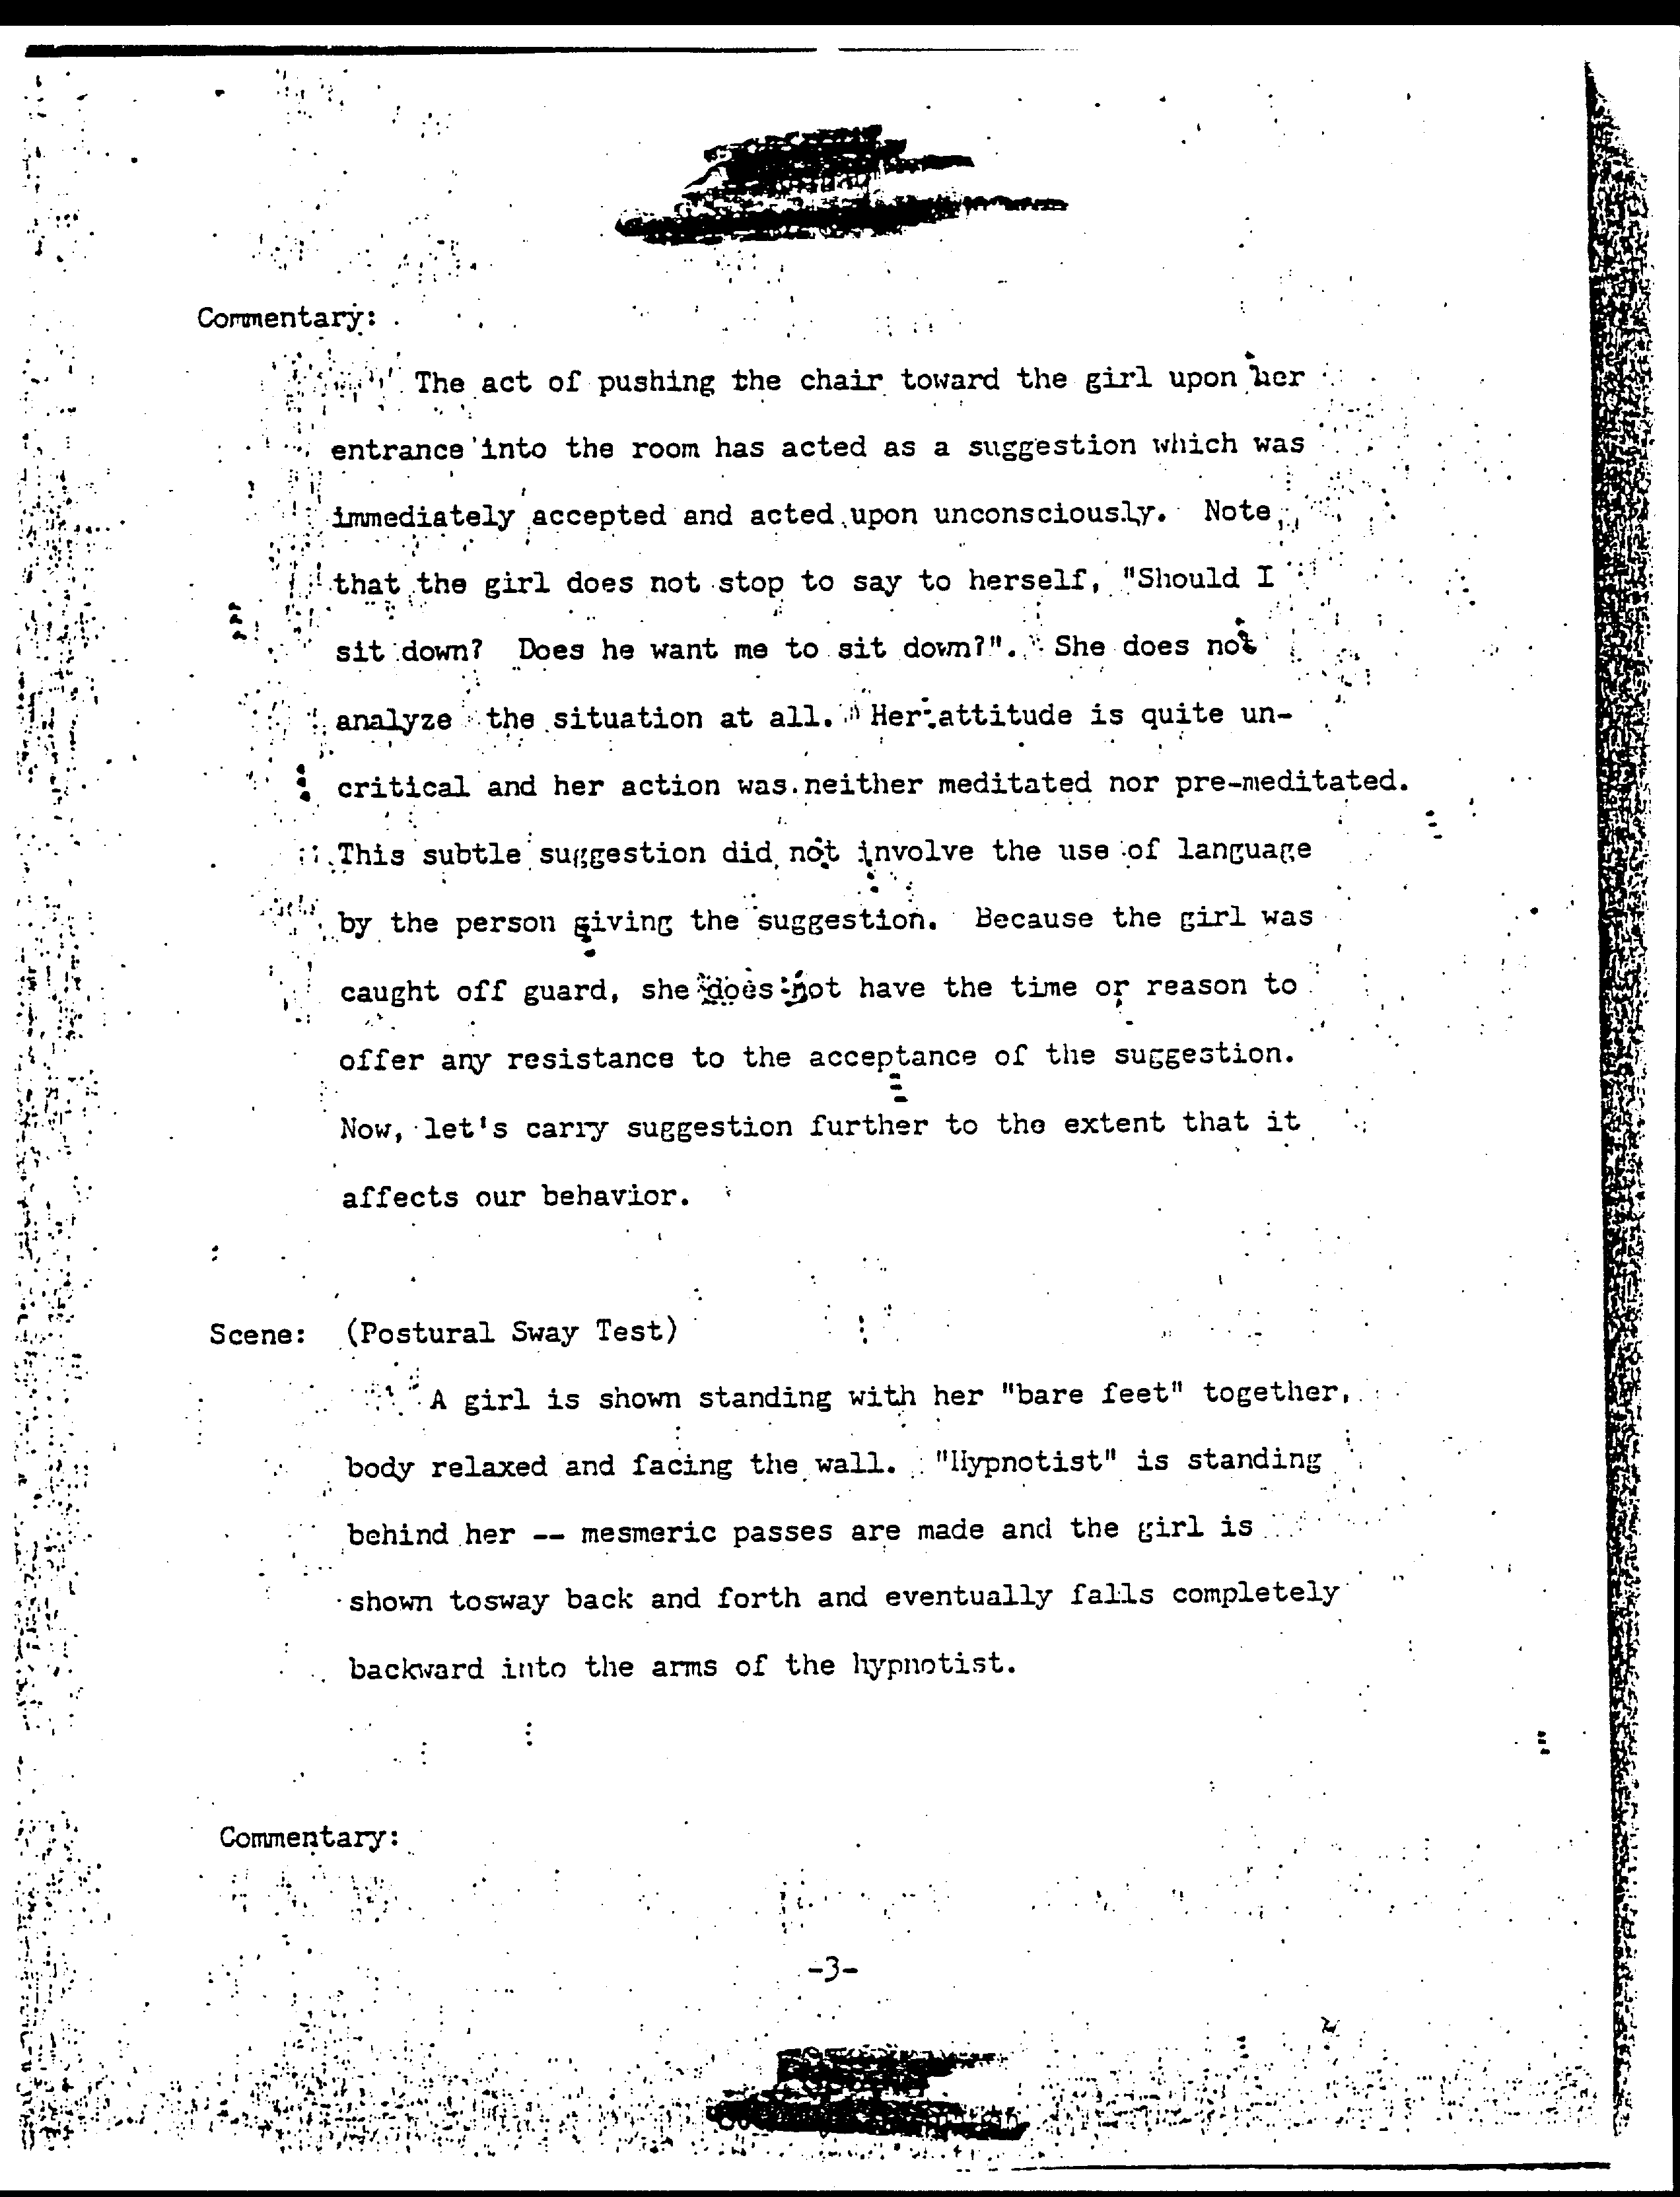 Commentary:
The act of pushing the chair toward the girl upon her
entrance into the room has acted as a suggestion which was
immediately accepted and acted upon unconsciously. Note
that the girl does not stop to say to herself, "Should I
sit down? Does he want me to sit down?". She does not
analyze the situation at all. Her attitude is quite un-
critical and her action was neither meditated nor pre-meditated.
This subtle suggestion did not involve the use of language
by the person giving the suggestion. Because the girl was
caught off guard, she does not have the time or reason to
offer any resistance to the acceptance of the suggestion.
Now, let's carry suggestion further to the extent that it
affects our behavior.
Scene: (Postural Sway Test)
A girl is shown standing with her "bare feet" together,
body relaxed and facing the wall. "Hypnotist" is standing
behind her -- mesmeric passes are made and the girl is
shown tosway back and forth and eventually falls completely
backward into the arms of the hypnotist.
Commentary:
-3-